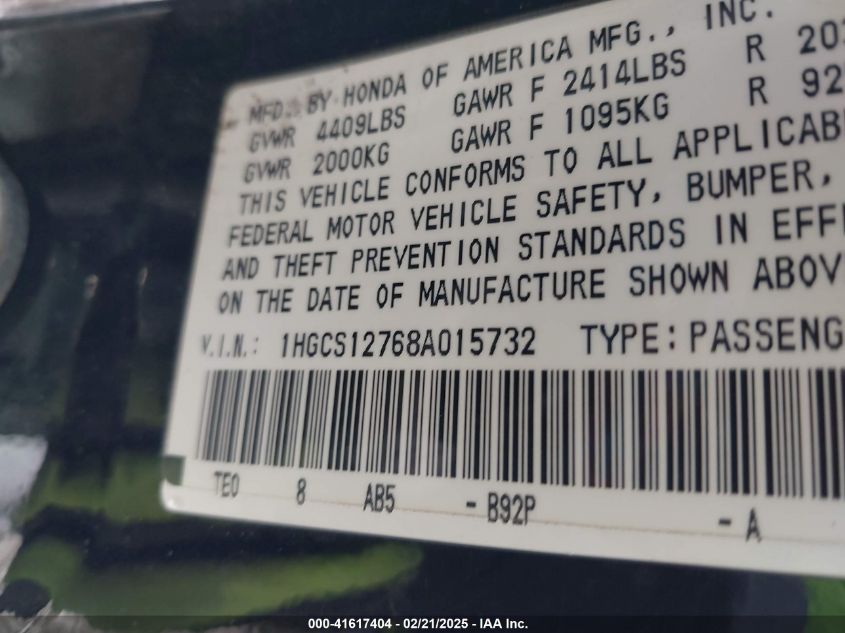 MFD. BY HONDA OF AMERICA MFG., INC.
GVWR 4409LBS GAWR F 2414LBS R 203
GVWR 2000KG GAWR F 1095KG R 92
THIS VEHICLE CONFORMS TO ALL APPLICAB
FEDERAL MOTOR VEHICLE SAFETY, BUMPER,
AND THEFT PREVENTION STANDARDS IN EFF
ON THE DATE OF MANUFACTURE SHOWN ABOV
V.I.N.: 1HGCS12768A015732 TYPE: PASSENG
TE0 8 AB5 - B92P - A
000-41617404 - 02/21/2025 - IAA Inc.